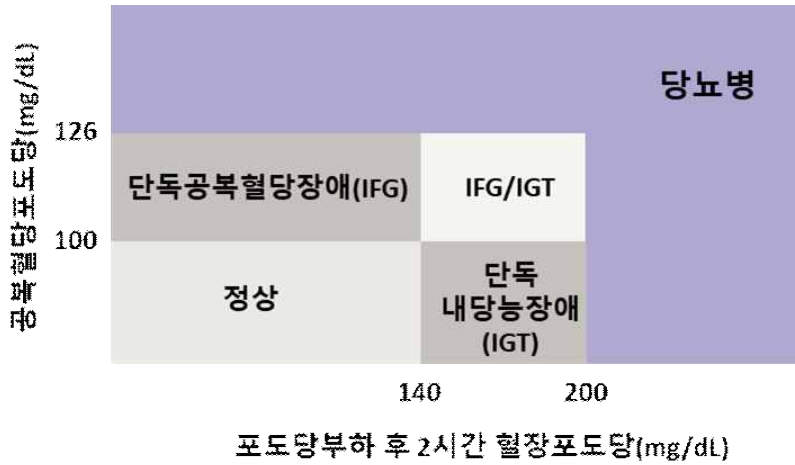 당뇨병
126
단독공복혈당장애(IFG)
IFG/IGT
100
정상
단독
내당능장애
(IGT)
140
200
공복혈당포도당(mg/dL)
포도당부하 후 2시간 혈장포도당(mg/dL)